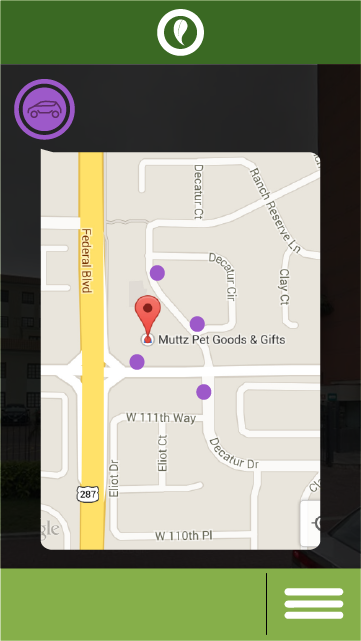 Decatur Ct
Ranch Reserve Ln
Federal Blvd
Decatur Cir
Clay Ct
Muttz Pet Goods & Gifts
W 111th Way
Eliot Ct
Decatur Dr
Eliot Dr
287
W 110th Pl